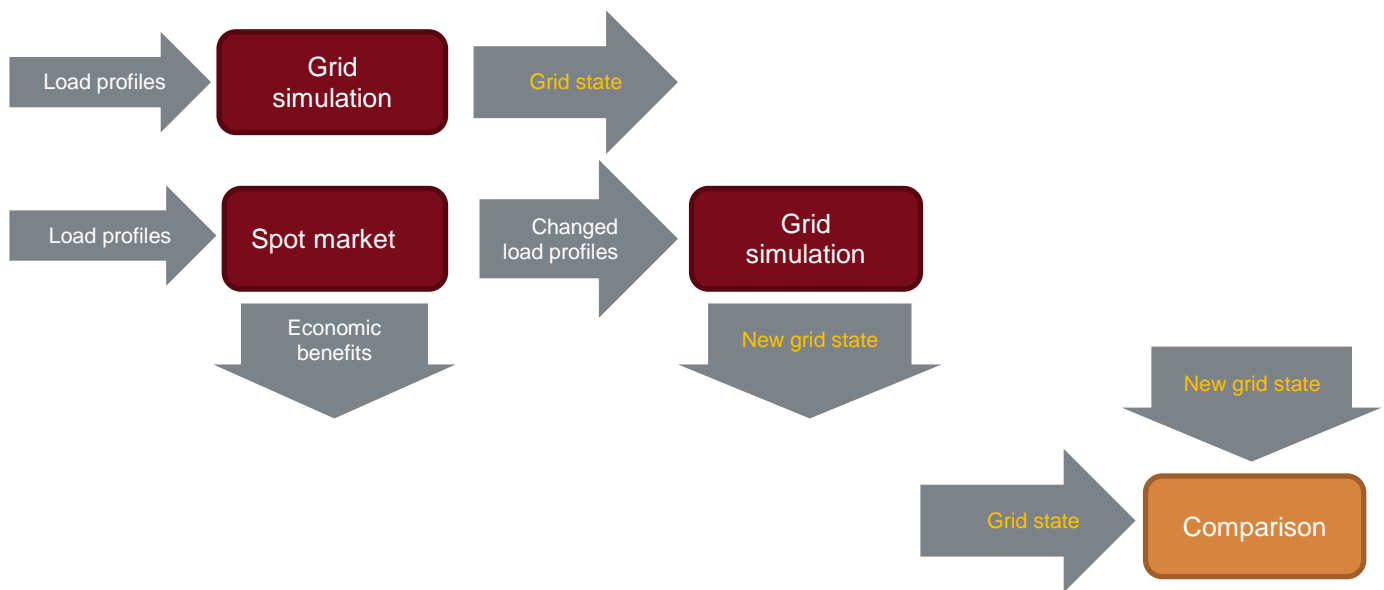 Load profiles
Grid
simulation
Grid state
Load profiles
Spot market
Changed
load profiles
Grid
simulation
Economic
benefits
New grid state
New grid state
Grid state
Comparison